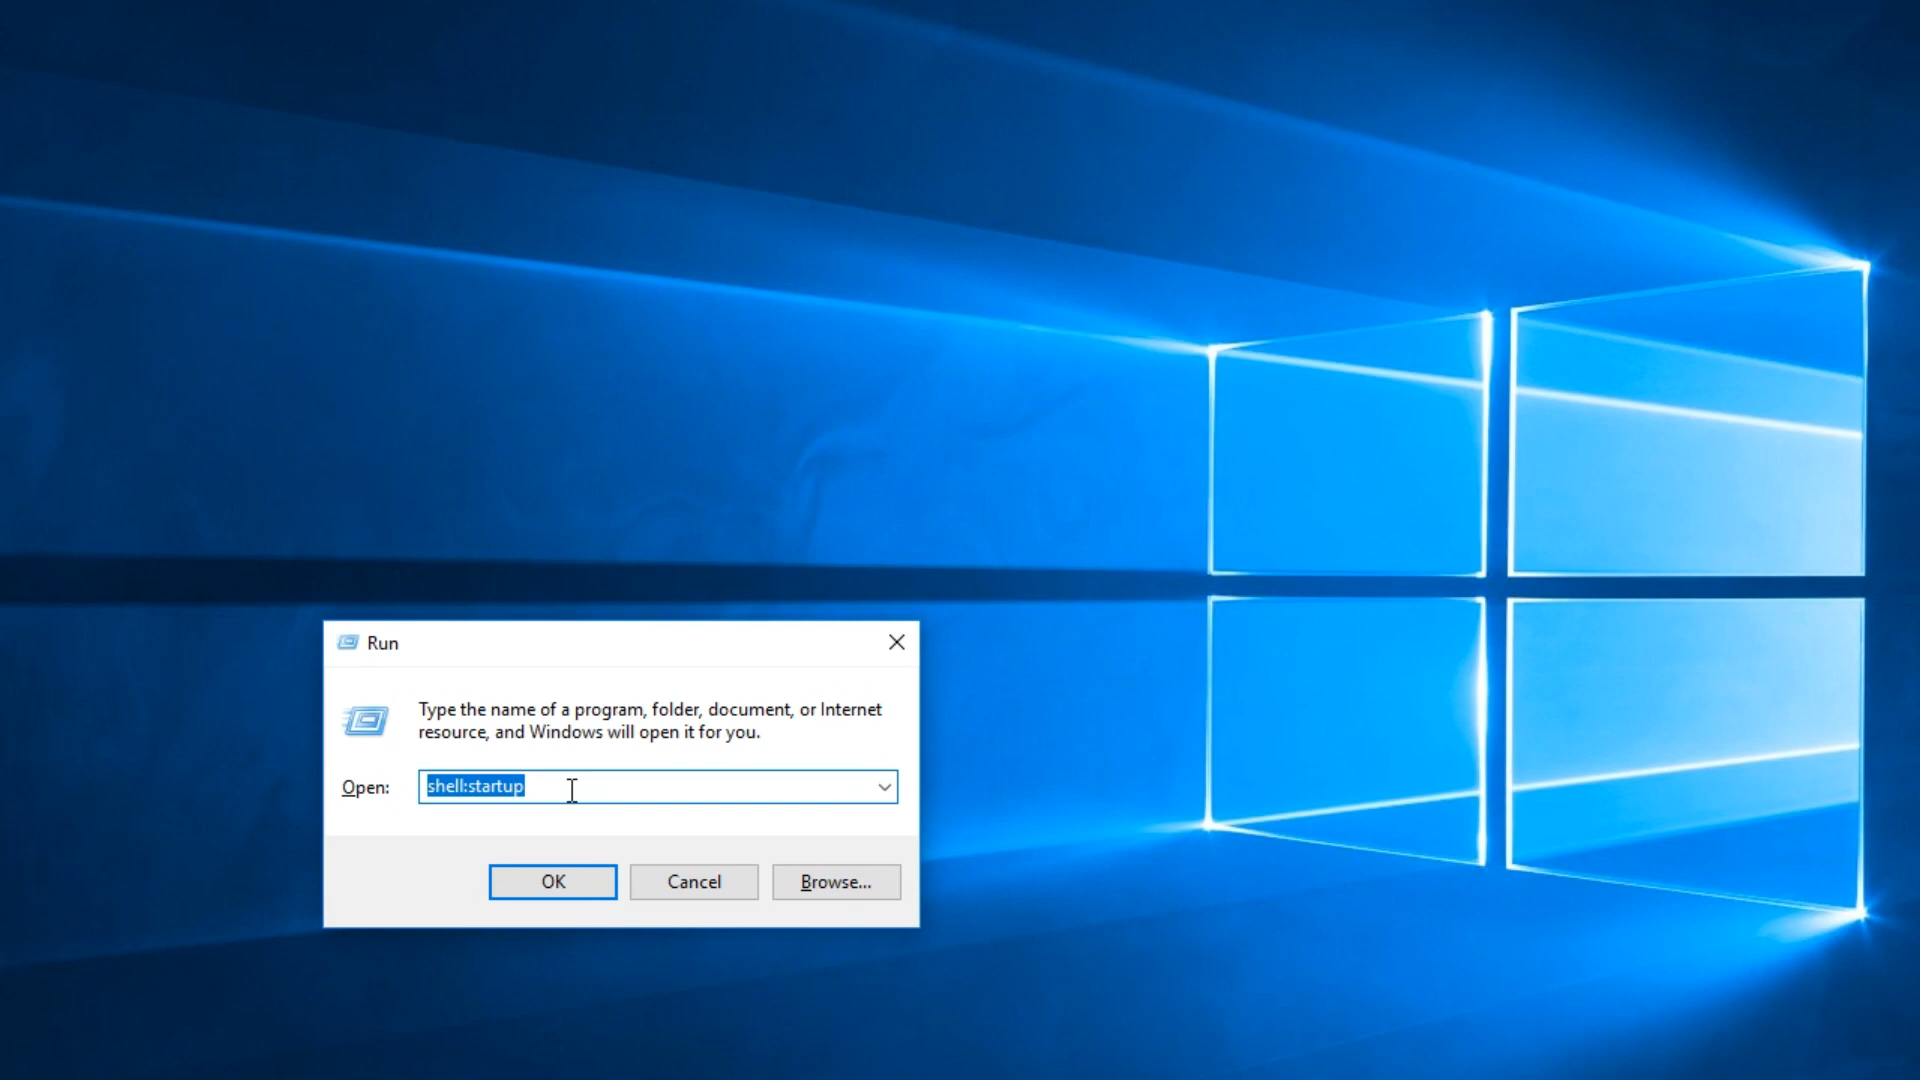 Run
Type the name of a program, folder, document, or Internet
resource, and Windows will open it for you.
Open: shell:startup
OK Cancel Browse...